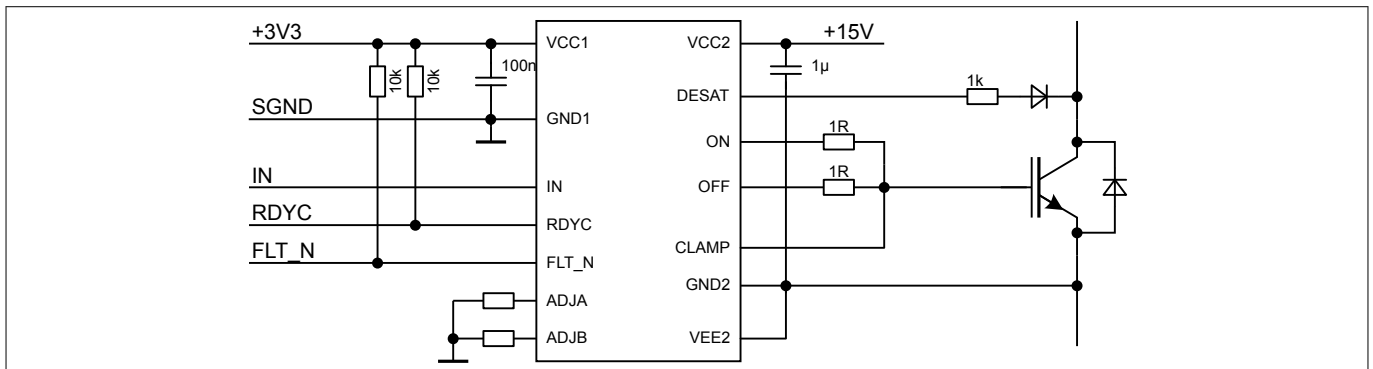 +3V3
10k
10k
100n
SGND
IN
RDYC
FLT_N
VCC1
GND1
IN
RDYC
FLT_N
ADJA
ADJB
VCC2
DESAT
ON
OFF
CLAMP
GND2
VEE2
+15V
1µ
1k
1R
1R